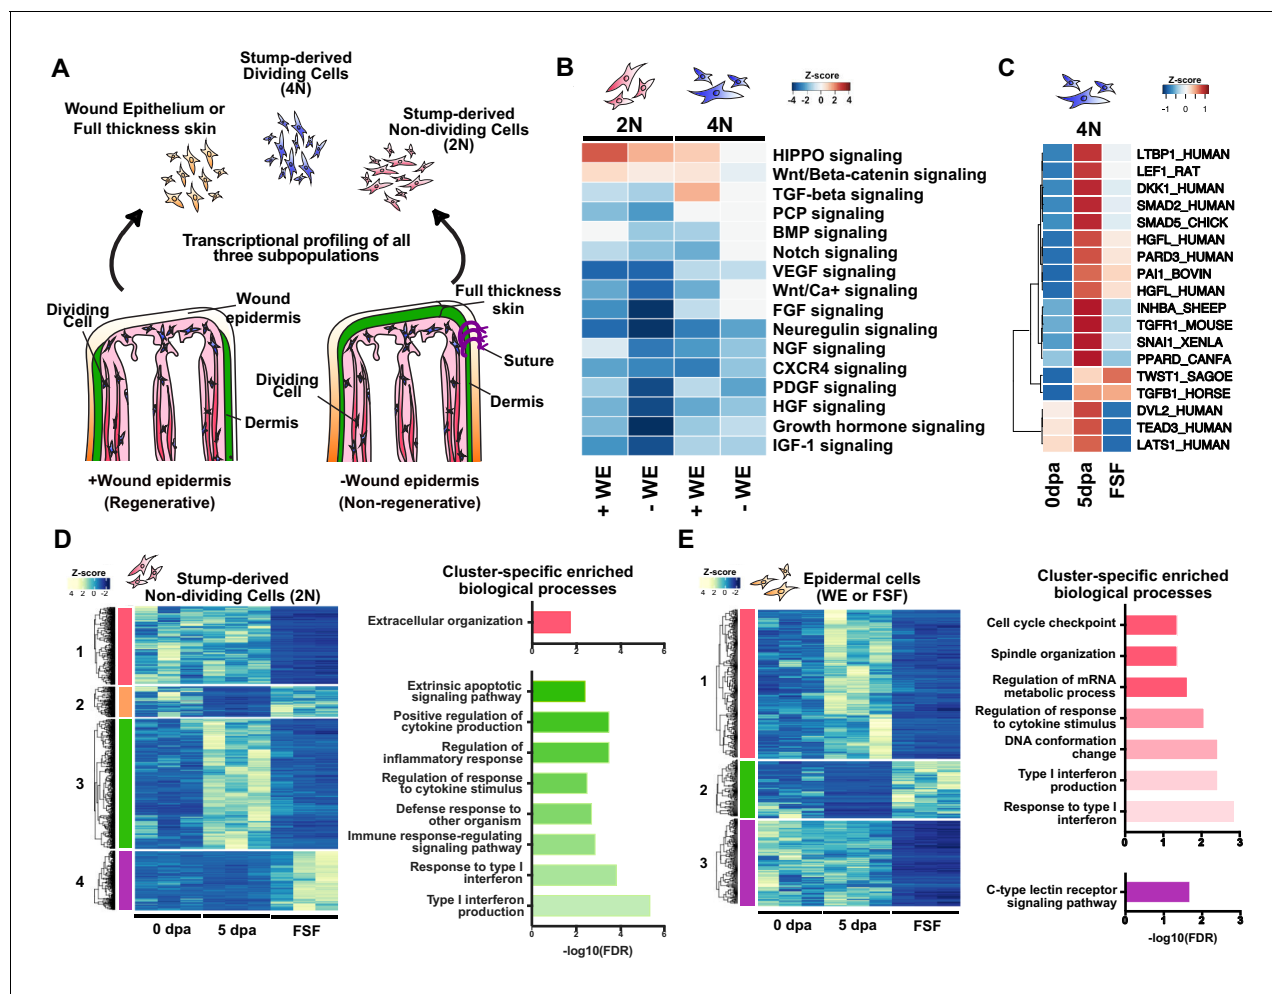 A
Stump-derived
Dividing Cells
(4N)
Wound Epithelium or
Full thickness skin
Stump-derived
Non-dividing Cells
(2N)
Transcriptional profiling of all
three subpopulations
Dividing
Cell
Wound
epidermis
Full thickness
skin
Suture
Dividing
Cell
Dermis
Dermis
+Wound epidermis
(Regenerative)
-Wound epidermis
(Non-regenerative)
B
Z-score
-4 -2 0 2 4
2N
4N
HIPPO signaling
Wnt/Beta-catenin signaling
TGF-beta signaling
PCP signaling
BMP signaling
Notch signaling
VEGF signaling
Wnt/Ca+ signaling
FGF signaling
Neuregulin signaling
NGF signaling
CXCR4 signaling
PDGF signaling
HGF signaling
Growth hormone signaling
IGF-1 signaling
+ WE
- WE
+ WE
- WE
C
Z-score
-1 0 1
4N
LTBP1_HUMAN
LEF1_RAT
DKK1_HUMAN
SMAD2_HUMAN
SMAD5_CHICK
HGFL_HUMAN
PARD3_HUMAN
PAI1_BOVIN
HGFL_HUMAN
INHBA_SHEEP
TGFR1_MOUSE
SNAI1_XENLA
PPARD_CANFA
TWST1_SAGOE
TGFB1_HORSE
DVL2_HUMAN
TEAD3_HUMAN
LATS1_HUMAN
0dpa
5dpa
FSF
D
Z-score
4 2 0 -2
Stump-derived
Non-dividing Cells (2N)
1
2
3
4
0 dpa
5 dpa
FSF
Cluster-specific enriched
biological processes
Extracellular organization
0 2 4 6
Extrinsic apoptotic
signaling pathway
Positive regulation of
cytokine production
Regulation of
inflammatory response
Regulation of response
to cytokine stimulus
Defense response to
other organism
Immune response-regulating
signaling pathway
Response to type I
interferon
Type I interferon
production
0 2 4 6
-log10(FDR)
E
Z-score
4 2 0 -2
Epidermal cells
(WE or FSF)
1
2
3
0 dpa
5 dpa
FSF
Cluster-specific enriched
biological processes
Cell cycle checkpoint
Spindle organization
Regulation of mRNA
metabolic process
Regulation of response
to cytokine stimulus
DNA conformation
change
Type I interferon
production
Response to type I
interferon
0 1 2 3
C-type lectin receptor
signaling pathway
0 1 2 3
-log10(FDR)